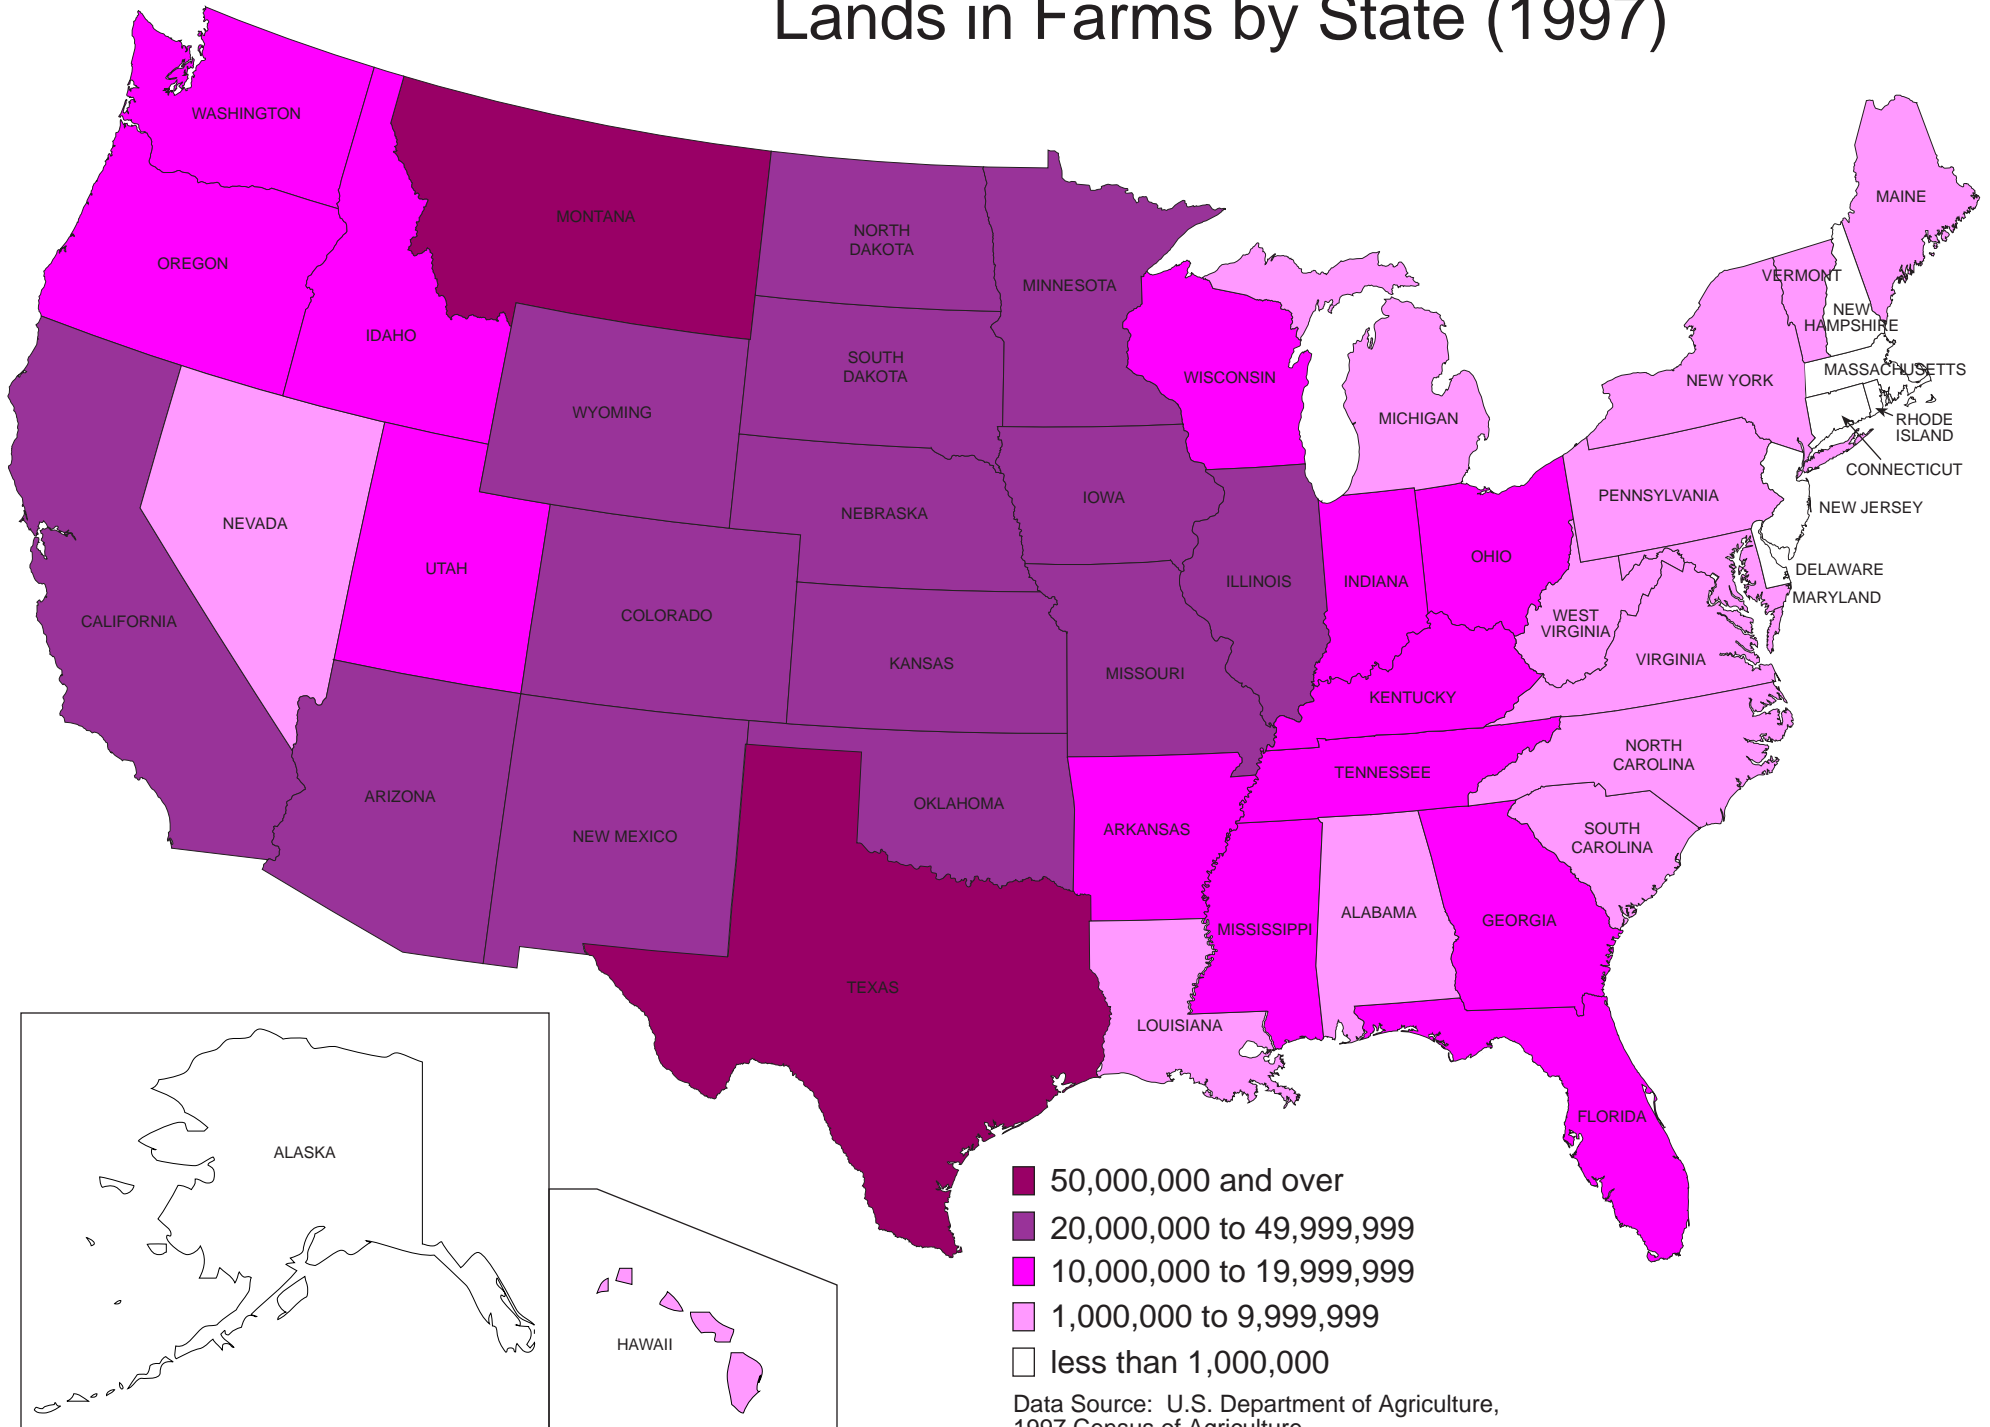 Lands in Farms by State (1997)
WASHINGTON
MONTANA
MAINE
NORTH
DAKOTA
OREGON
VERMONT
MINNESOTA
NEW
HAMPSHIRE
IDAHO
SOUTH
DAKOTA
WISCONSIN
MASSACHUSETTS
NEW YORK
WYOMING
MICHIGAN
RHODE
ISLAND
CONNECTICUT
IOWA
PENNSYLVANIA
NEW JERSEY
NEBRASKA
NEVADA
OHIO
UTAH
DELAWARE
ILLINOIS
INDIANA
MARYLAND
COLORADO
CALIFORNIA
WEST
VIRGINIA
KANSAS
VIRGINIA
MISSOURI
KENTUCKY
NORTH
CAROLINA
TENNESSEE
ARIZONA
OKLAHOMA
ARKANSAS
NEW MEXICO
SOUTH
CAROLINA
ALABAMA
GEORGIA
MISSISSIPPI
TEXAS
LOUISIANA
FLORIDA
ALASKA
HAWAII
50,000,000 and over
20,000,000 to 49,999,999
10,000,000 to 19,999,999
1,000,000 to 9,999,999
less than 1,000,000
Data Source: U.S. Department of Agriculture,
1997 Census of Agriculture